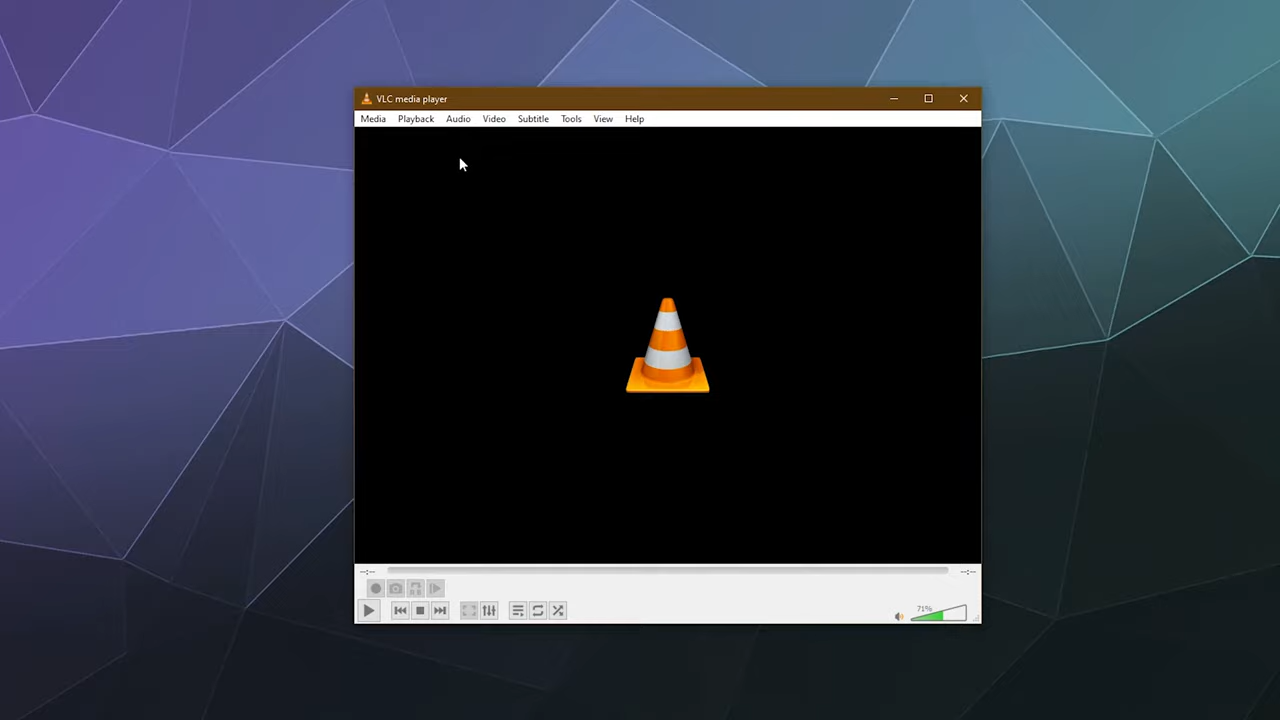 VLC media player
Media Playback Audio Video Subtitle Tools View Help
--:-- --:--
71%